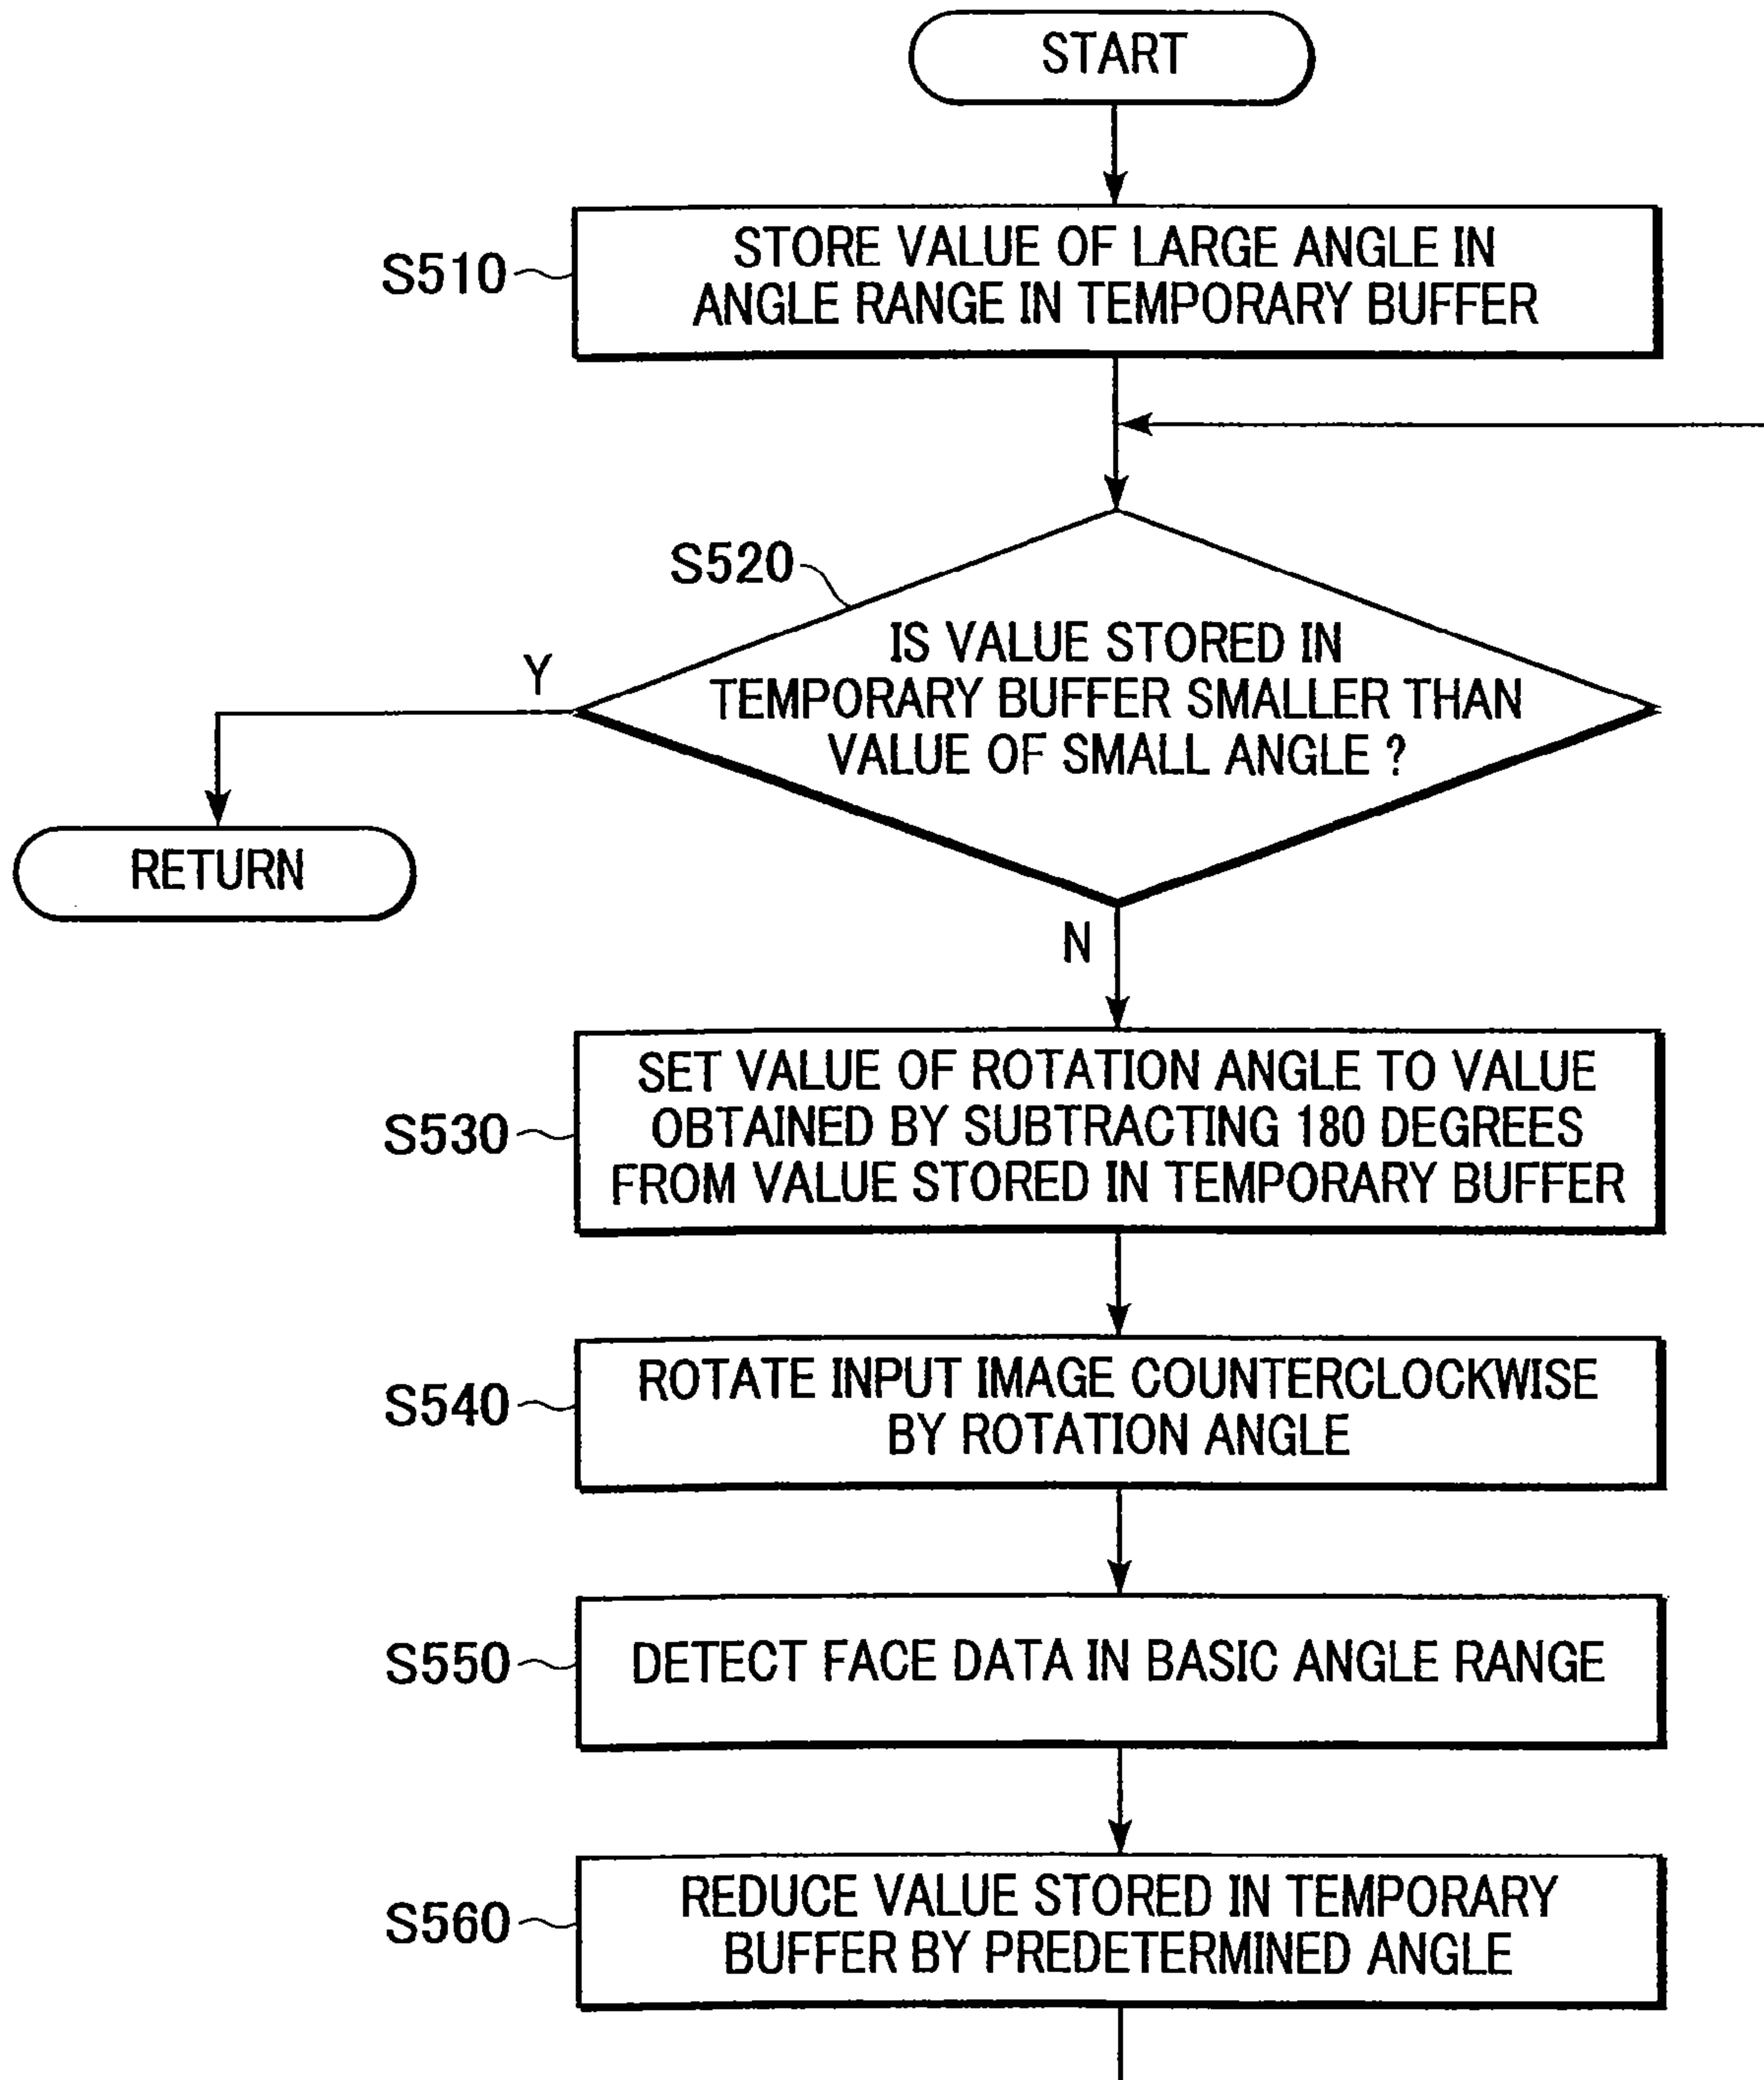 START
S510
STORE VALUE OF LARGE ANGLE IN
ANGLE RANGE IN TEMPORARY BUFFER
S520
IS VALUE STORED IN
TEMPORARY BUFFER SMALLER THAN
VALUE OF SMALL ANGLE ?
Y
RETURN
N
S530
SET VALUE OF ROTATION ANGLE TO VALUE
OBTAINED BY SUBTRACTING 180 DEGREES
FROM VALUE STORED IN TEMPORARY BUFFER
S540
ROTATE INPUT IMAGE COUNTERCLOCKWISE
BY ROTATION ANGLE
S550
DETECT FACE DATA IN BASIC ANGLE RANGE
S560
REDUCE VALUE STORED IN TEMPORARY
BUFFER BY PREDETERMINED ANGLE